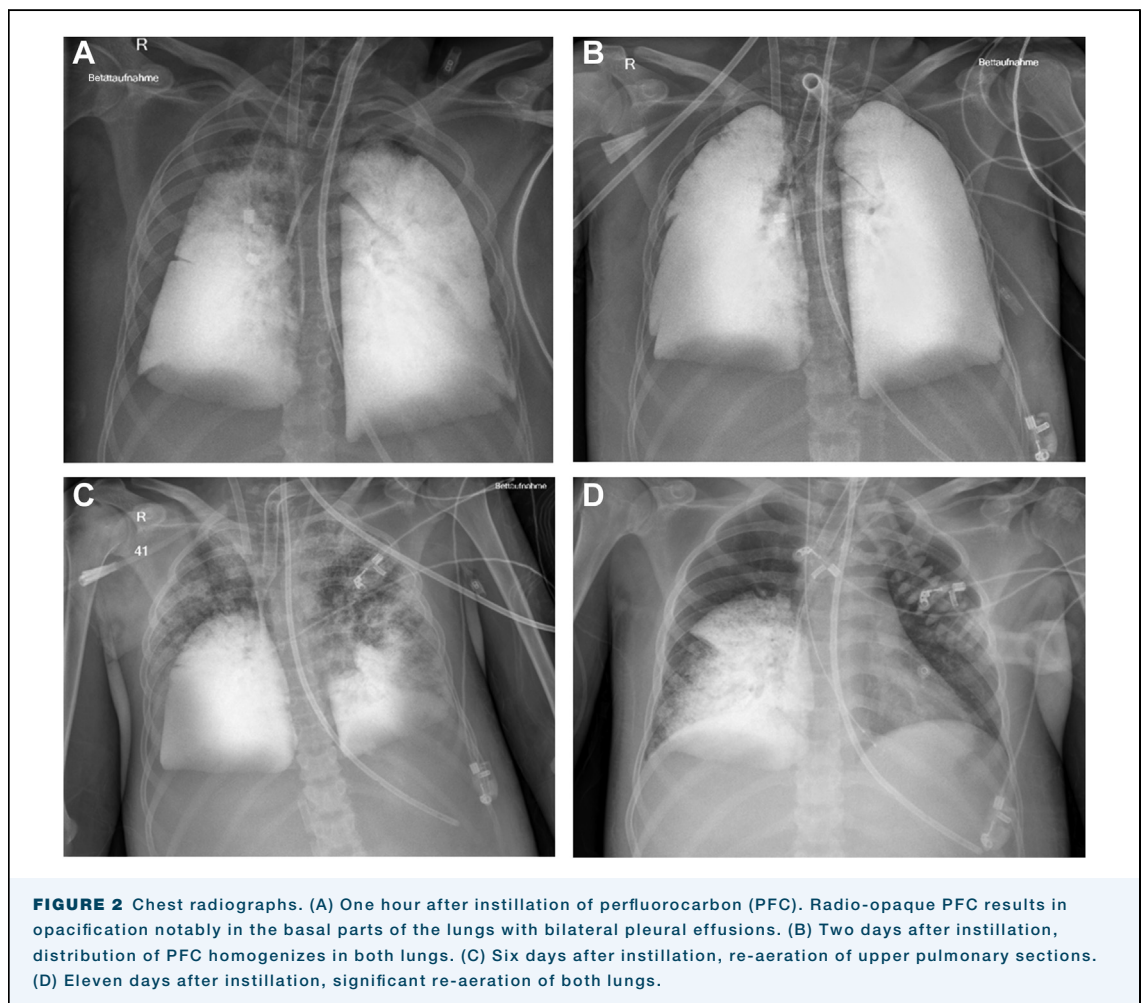 A
R
Bettaufnahme
B
R
Bettaufnahme
C
R
41
Bettaufnahme
D
FIGURE 2 Chest radiographs. (A) One hour after instillation of perfluorocarbon (PFC). Radio-opaque PFC results in
opacification notably in the basal parts of the lungs with bilateral pleural effusions. (B) Two days after instillation,
distribution of PFC homogenizes in both lungs. (C) Six days after instillation, re-aeration of upper pulmonary sections.
(D) Eleven days after instillation, significant re-aeration of both lungs.